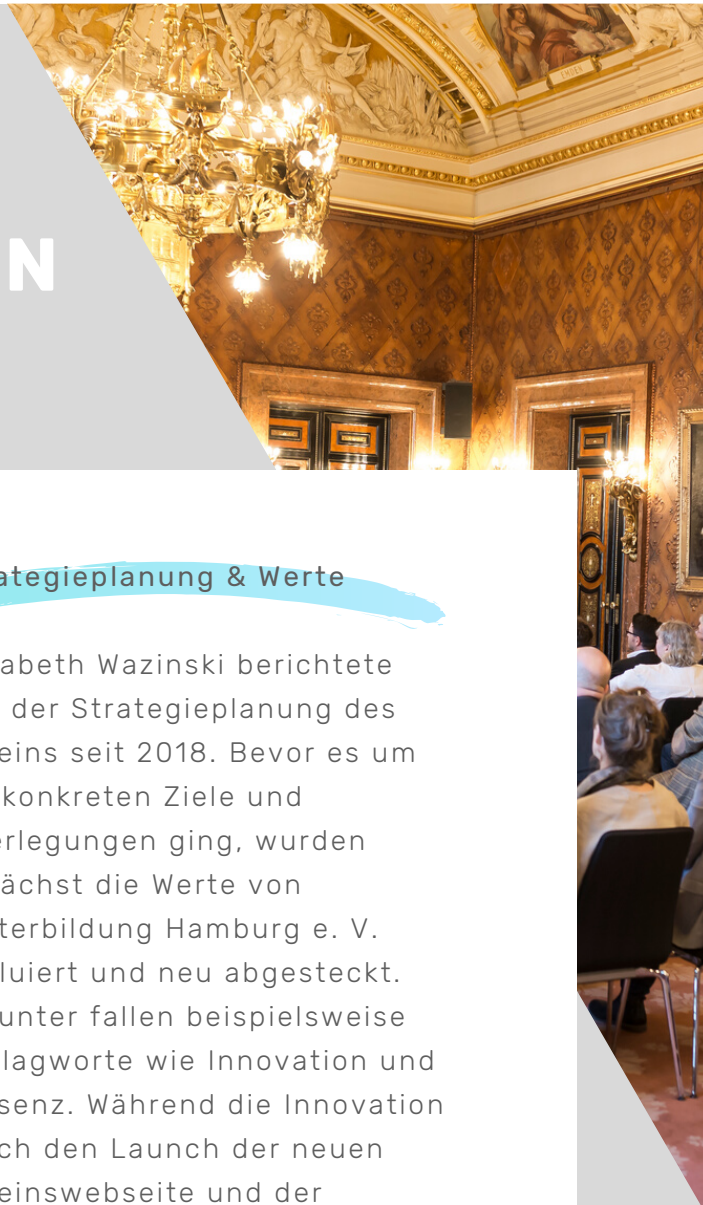 EMDEN
N
ategieplanung & Werte
abeth Wazinski berichtete
der Strategieplanung des
eins seit 2018. Bevor es um
konkreten Ziele und
erlegungen ging, wurden
ächst die Werte von
terbildung Hamburg e. V.
luiert und neu abgesteckt.
unter fallen beispielsweise
lagworte wie Innovation und
senz. Während die Innovation
ch den Launch der neuen
einswebseite und der